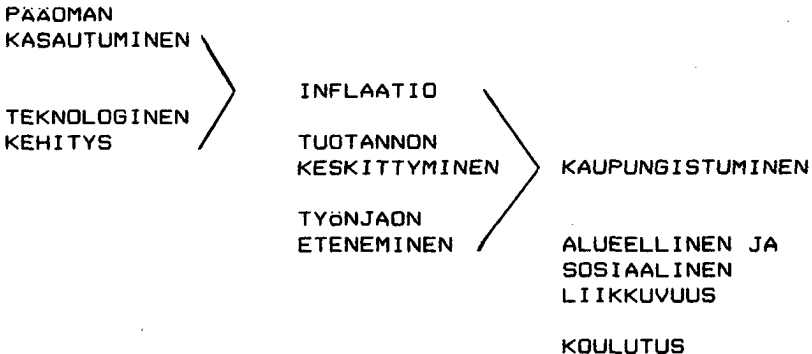 PÄÄOMAN
KASAUTUMINEN
TEKNOLOGINEN
KEHITYS
INFLAATIO
TUOTANNON
KESKITTYMINEN
TYÖNJAON
ETENEMINEN
KAUPUNGISTUMINEN
ALUEELLINEN JA
SOSIAALINEN
LIIKKUVUUS
KOULUTUS